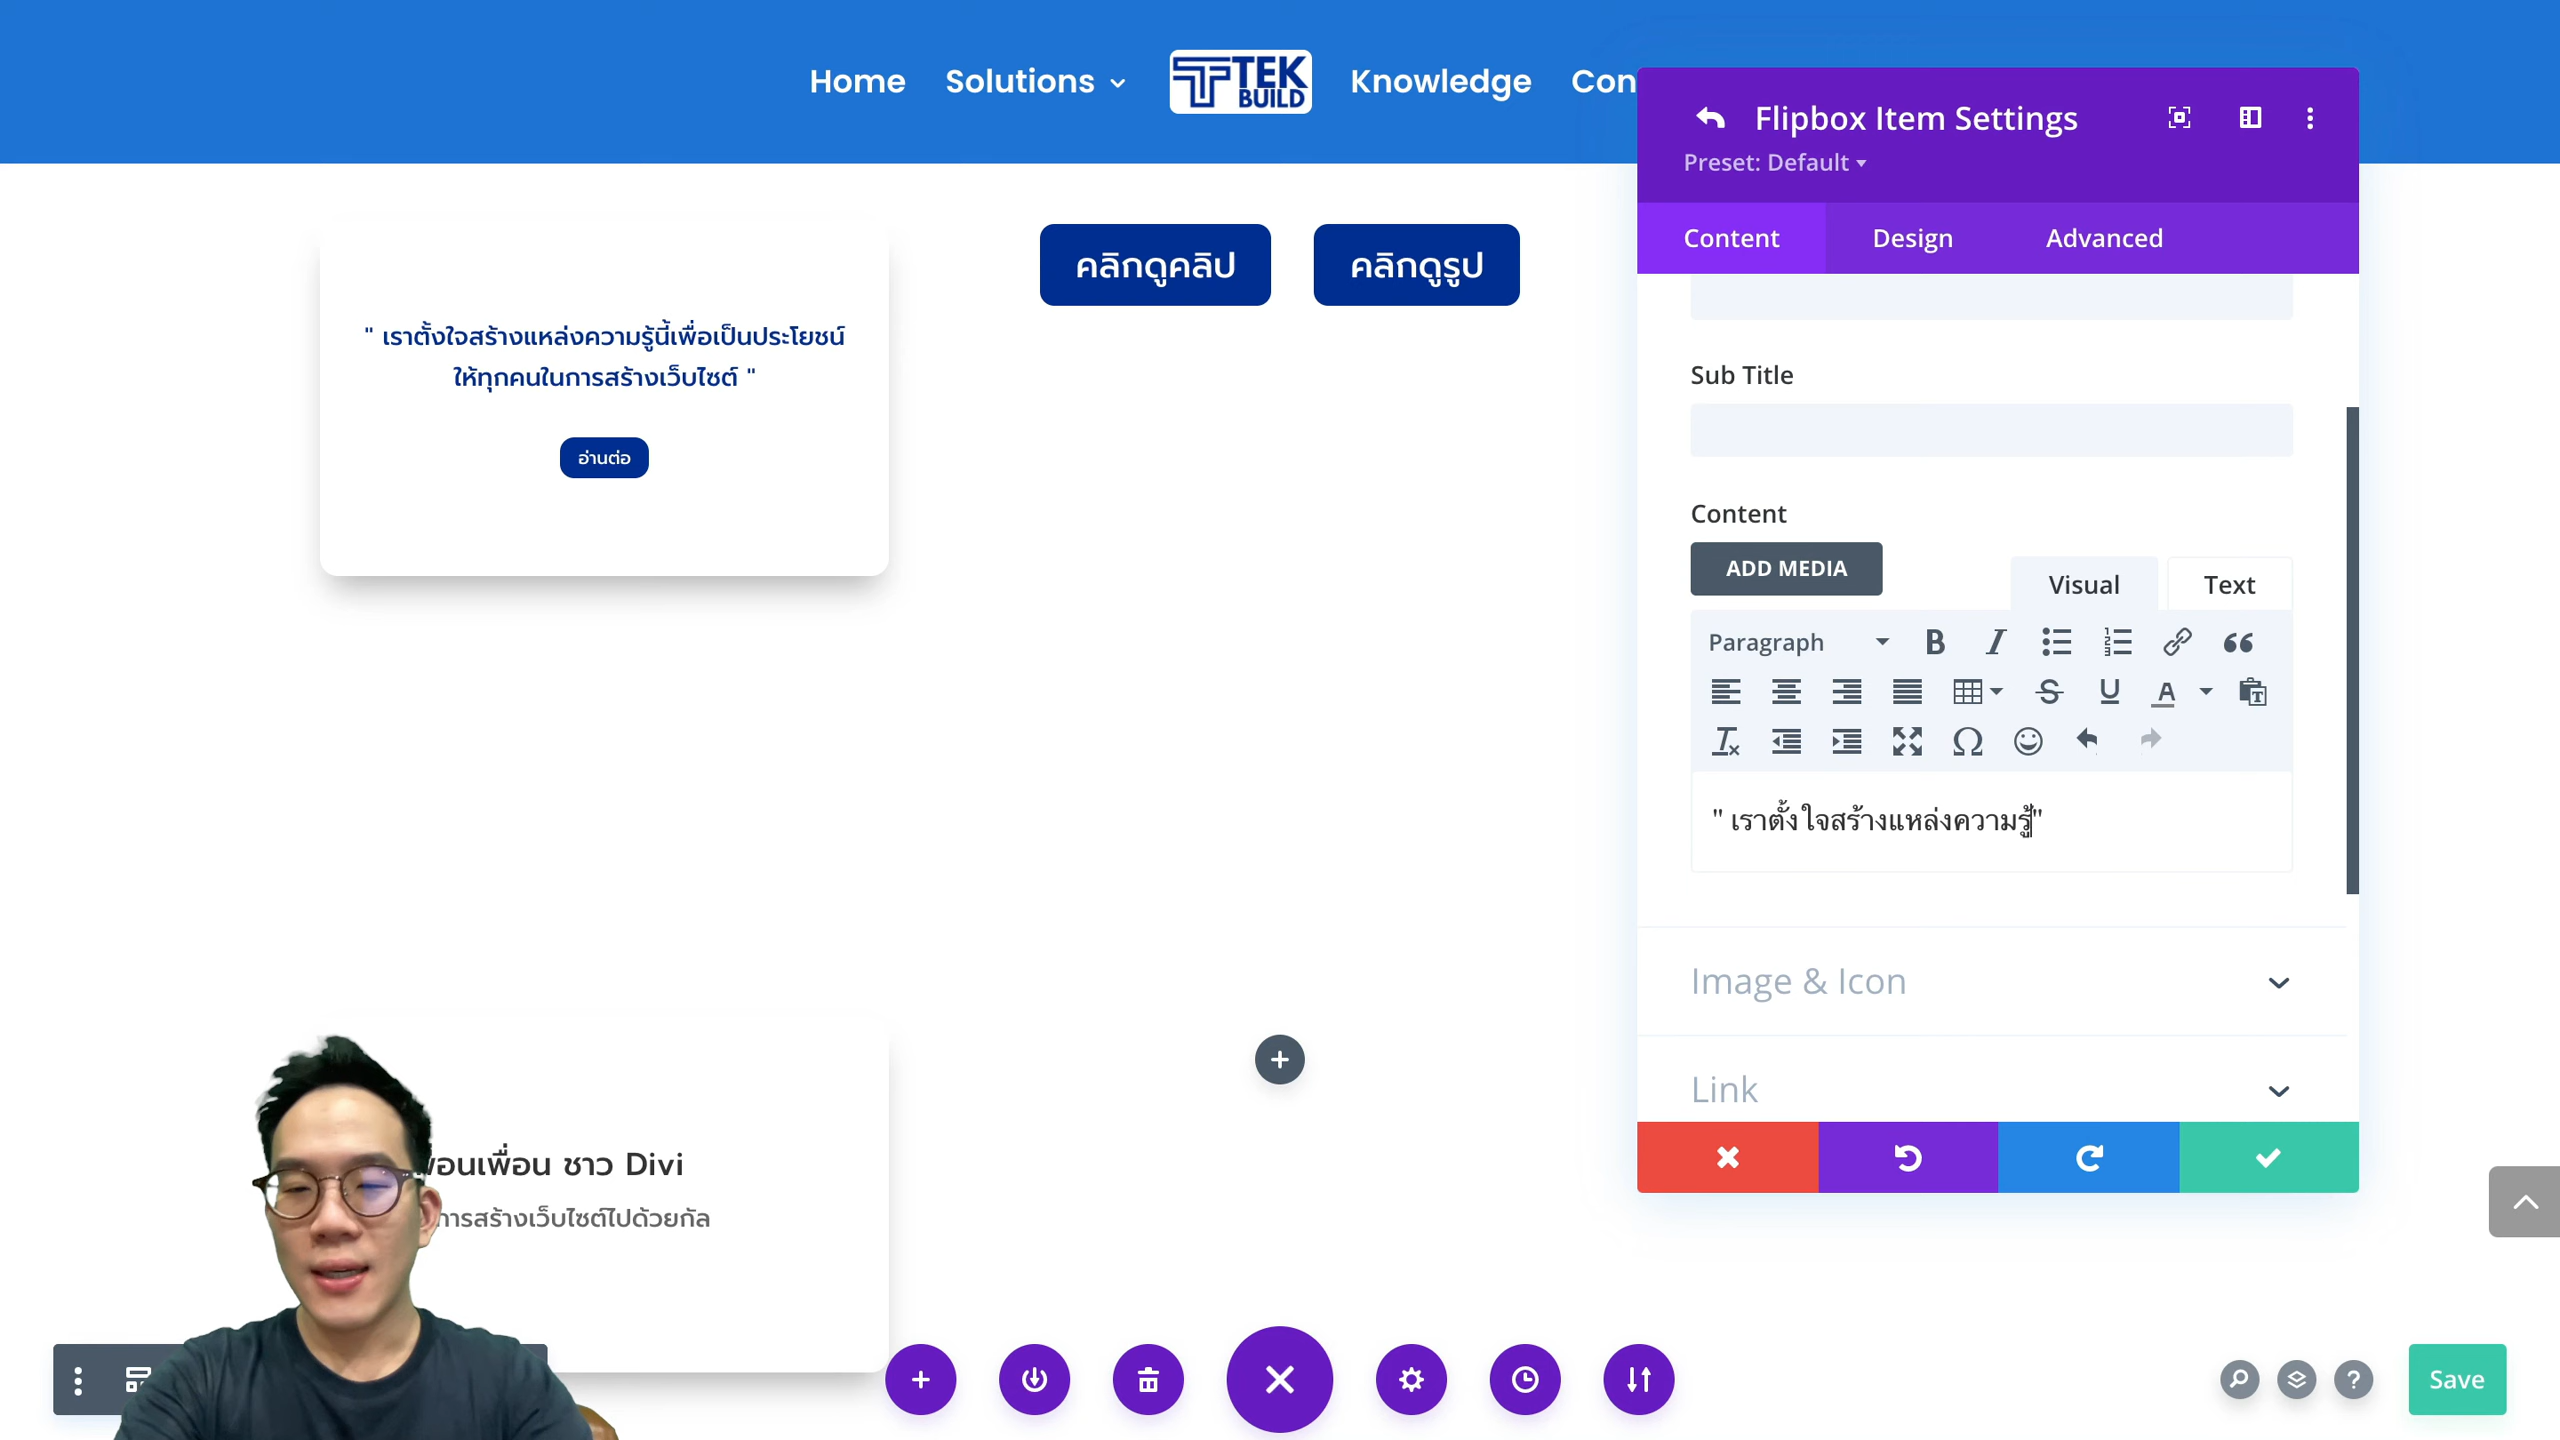 Home
Solutions
TEK
BUILD
Knowledge
Con
Flipbox Item Settings
Preset: Default
Content
Design
Advanced
คลิกดูคลิป
คลิกดูรูป
" เราตั้งใจสร้างแหล่งความรู้นี้เพื่อเป็นประโยชน์
ให้ทุกคนในการสร้างเว็บไซต์ "
อ่านต่อ
Sub Title
Content
ADD MEDIA
Visual
Text
Paragraph
" เราตั้งใจสร้างแหล่งความรู้"
Image & Icon
Link
เพื่อน ชาว Divi
การสร้างเว็บไซต์ไปด้วยกัล
Save